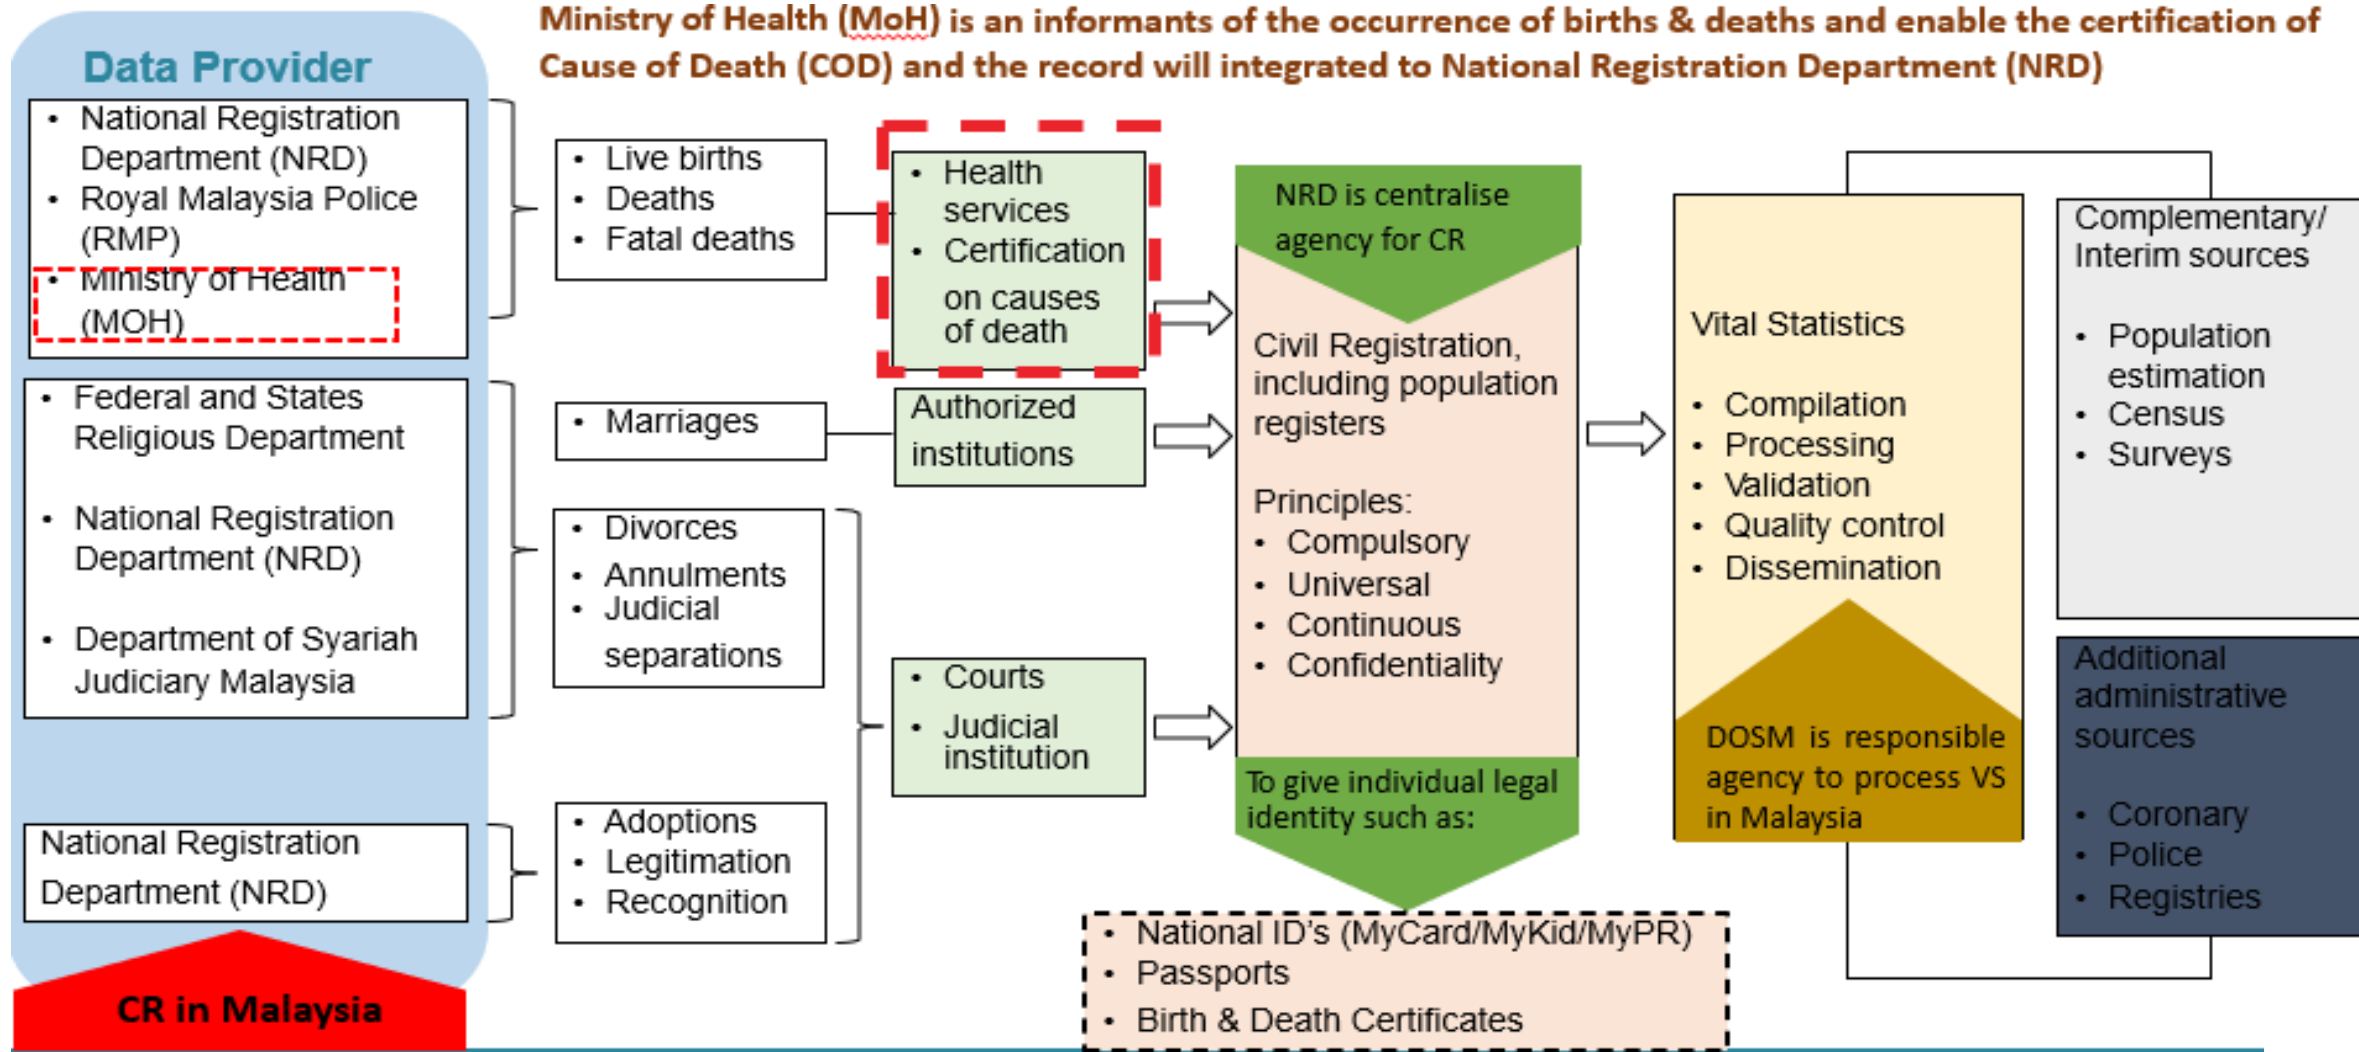 Ministry of Health (MoH) is an informants of the occurrence of births & deaths and enable the certification of
Cause of Death (COD) and the record will integrated to National Registration Department (NRD)
Data Provider
• National Registration
Department (NRD)
• Royal Malaysia Police
(RMP)
• Ministry of Health
(MOH)
• Federal and States
Religious Department
• National Registration
Department (NRD)
• Department of Syariah
Judiciary Malaysia
National Registration
Department (NRD)
CR in Malaysia
• Live births
• Deaths
• Fatal deaths
• Marriages
• Divorces
• Annulments
• Judicial
separations
• Adoptions
• Legitimation
• Recognition
• Health
services
• Certification
on causes
of death
Authorized
institutions
• Courts
• Judicial
institution
NRD is centralise
agency for CR
Civil Registration,
including population
registers
Principles:
• Compulsory
• Universal
• Continuous
• Confidentiality
To give individual legal
identity such as:
• National ID's (MyCard/MyKid/MyPR)
• Passports
• Birth & Death Certificates
Vital Statistics
• Compilation
• Processing
• Validation
• Quality control
• Dissemination
DOSM is responsible
agency to process VS
in Malaysia
Complementary/
Interim sources
• Population
estimation
• Census
• Surveys
Additional
administrative
sources
• Coronary
• Police
• Registries